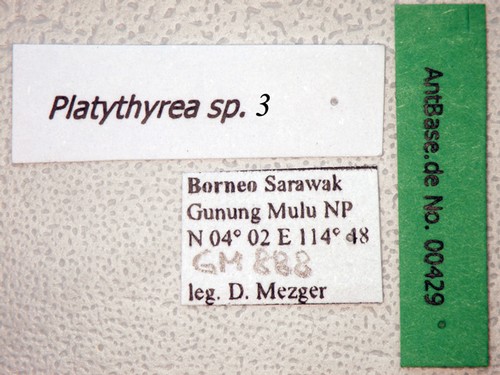 Platythyrea sp. 3
Borneo Sarawak
Gunung Mulu NP
N 04° 02 E 114° 48
GM 888
leg. D. Mezger
AntBase.de No. 00429